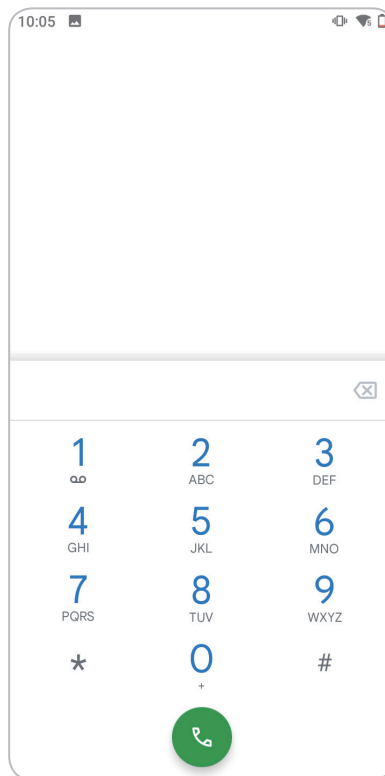 10:05
1 2 3
ABC DEF
4 5 6
GHI JKL MNO
7 8 9
PQRS TUV WXYZ
* 0 #
+